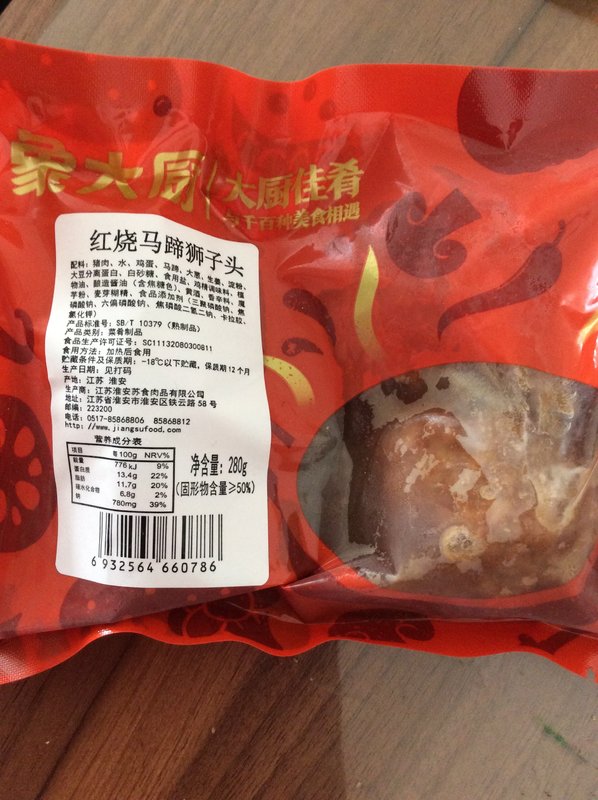 象大厨
大厨佳肴
与千百种美食相遇
红烧马蹄狮子头
配料：猪肉、水、鸡蛋、马蹄、大葱、生姜、淀粉、
大豆分离蛋白、白砂糖、食用盐、鸡精调味料、植
物油、酿造酱油（含焦糖色）、黄酒、香辛料、魔
芋粉、麦芽糊精、食品添加剂（三聚磷酸钠、焦
磷酸钠、六偏磷酸钠、焦磷酸二氢二钠、卡拉胶、
氯化钾）
产品标准号：SB/T 10379（熟制品）
产品类别：菜肴制品
食品生产许可证号：SC11132080300811
食用方法：加热后食用
贮藏条件及保质期：-18℃以下贮藏，保质期12个月
生产日期：见打码
产地：江苏 淮安
生产商：江苏淮安苏食肉品有限公司
地址：江苏省淮安市淮安区铁云路 58 号
邮编：223200
电话：0517-85868806 85868812
http://www.jiangsufood.com
营养成分表
项目 每100g NRV%
能量 776kJ 9%
蛋白质 13.4g 22%
脂肪 11.7g 20%
碳水化合物 6.8g 2%
钠 780mg 39%
净含量：280g
(固形物含量≥50%)
6 932564 660786